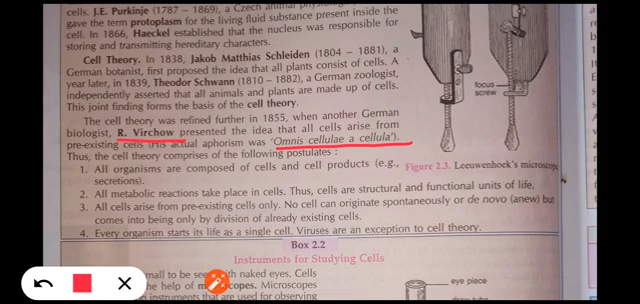 cells. J.E. Purkinje (1787 – 1869), a Czech animal
gave the term protoplasm for the living fluid substance present inside the
cell. In 1866, Haeckel established that the nucleus was responsible for
storing and transmitting hereditary characters.
Cell Theory. In 1838, Jakob Matthias Schleiden (1804 – 1881), a
German botanist, first proposed the idea that all plants consist of cells. A
year later, in 1839, Theodor Schwann (1810 – 1882), a German zoologist,
independently asserted that all animals and plants are made up of cells.
This joint finding forms the basis of the cell theory.
The cell theory was refined further in 1855, when another German
biologist, R. Virchow presented the idea that all cells arise from
pre-existing cells (His actual aphorism was 'Omnis cellulae a cellula').
Thus, the cell theory comprises of the following postulates :
1. All organisms are composed of cells and cell products (e.g.,
secretions).
2. All metabolic reactions take place in cells. Thus, cells are structural and functional units of life.
3. All cells arise from pre-existing cells only. No cell can originate spontaneously or de novo (anew) but
comes into being only by division of already existing cells.
4. Every organism starts its life as a single cell. Viruses are an exception to cell theory.
focus
screw
Figure 2.3. Leeuwenhoek's microscope
Box 2.2
Instruments for Studying Cells
small to be seen with naked eyes. Cells
he help of microscopes. Microscopes
instruments that are used for observing
eye piece
draw tube